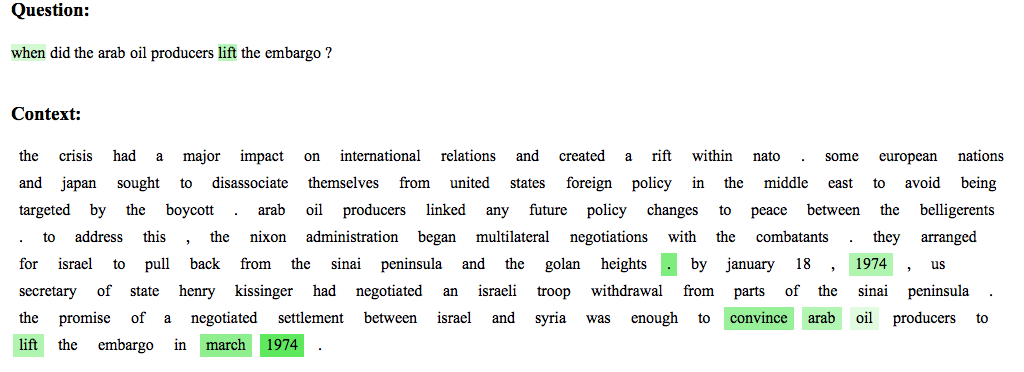 Question:
when did the arab oil producers lift the embargo ?
Context:
the crisis had a major impact on international relations and created a rift within nato . some european nations
and japan sought to disassociate themselves from united states foreign policy in the middle east to avoid being
targeted by the boycott . arab oil producers linked any future policy changes to peace between the belligerents
. to address this , the nixon administration began multilateral negotiations with the combatants . they arranged
for israel to pull back from the sinai peninsula and the golan heights . by january 18 , 1974 , us
secretary of state henry kissinger had negotiated an israeli troop withdrawal from parts of the sinai peninsula .
the promise of a negotiated settlement between israel and syria was enough to convince arab oil producers to
lift the embargo in march 1974 .